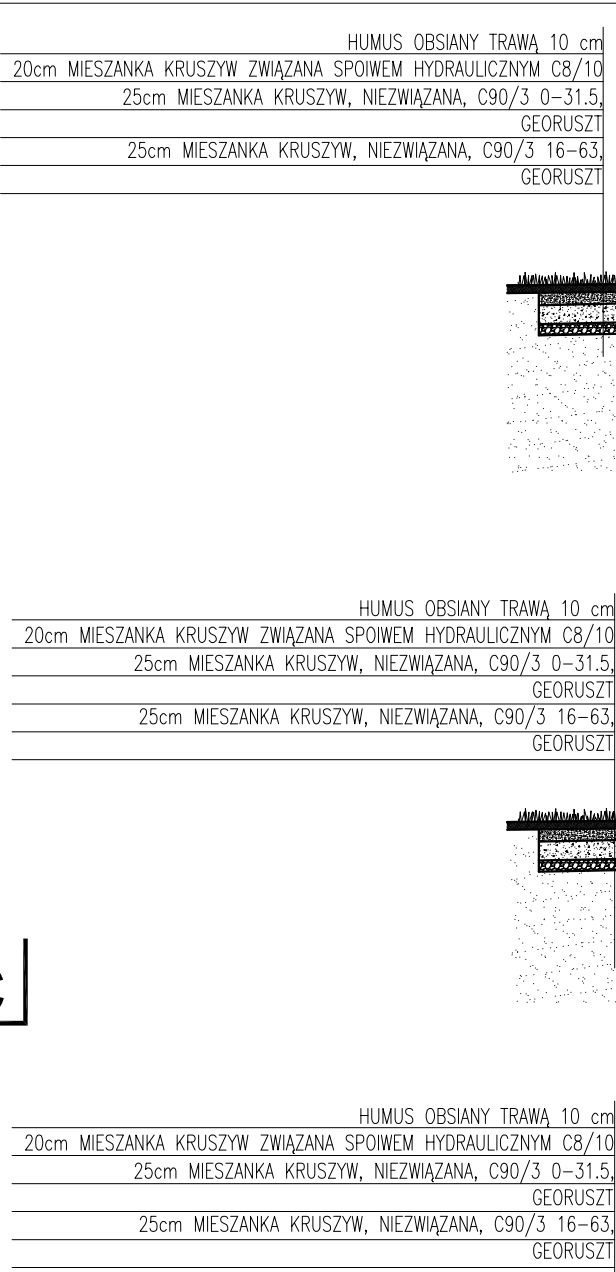 HUMUS OBSIANY TRAWĄ 10 cm
20cm MIESZANKA KRUSZYW ZWIĄZANA SPOIWEM HYDRAULICZNYM C8/10
25cm MIESZANKA KRUSZYW, NIEZWIĄZANA, C90/3 0-31.5,
GEORUSZT
25cm MIESZANKA KRUSZYW, NIEZWIĄZANA, C90/3 16-63,
GEORUSZT
HUMUS OBSIANY TRAWĄ 10 cm
20cm MIESZANKA KRUSZYW ZWIĄZANA SPOIWEM HYDRAULICZNYM C8/10
25cm MIESZANKA KRUSZYW, NIEZWIĄZANA, C90/3 0-31.5,
GEORUSZT
25cm MIESZANKA KRUSZYW, NIEZWIĄZANA, C90/3 16-63,
GEORUSZT
HUMUS OBSIANY TRAWĄ 10 cm
20cm MIESZANKA KRUSZYW ZWIĄZANA SPOIWEM HYDRAULICZNYM C8/10
25cm MIESZANKA KRUSZYW, NIEZWIĄZANA, C90/3 0-31.5,
GEORUSZT
25cm MIESZANKA KRUSZYW, NIEZWIĄZANA, C90/3 16-63,
GEORUSZT